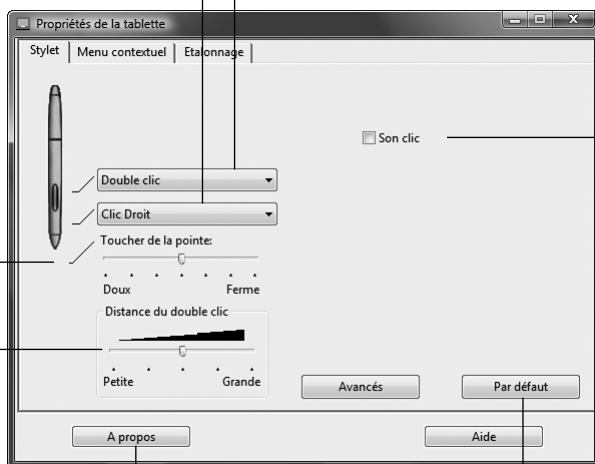 Propriétés de la tablette
Stylet Menu contextuel Etalonnage
Son clic
Double clic
Clic Droit
Toucher de la pointe:
Doux Ferme
Distance du double clic
Petite Grande
Avancés Par défaut
A propos Aide